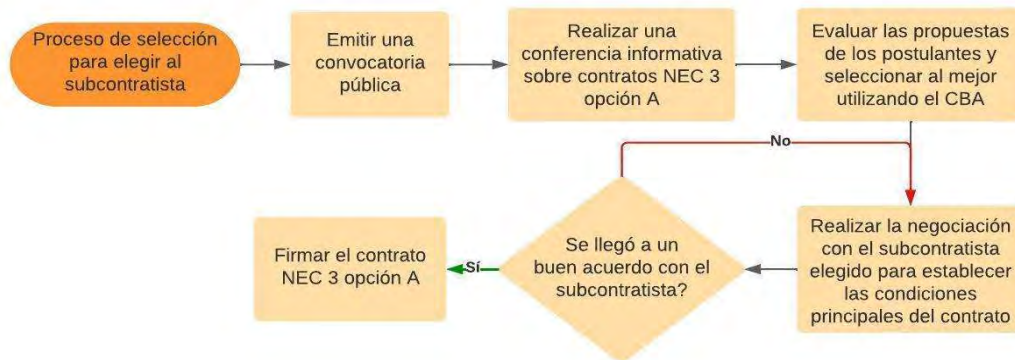 Proceso de selección
para elegir al
subcontratista
Emitir una
convocatoria
pública
Realizar una
conferencia informativa
sobre contratos NEC 3
opción A
Evaluar las propuestas
de los postulantes y
seleccionar al mejor
utilizando el CBA
No
Realizar la negociación
con el subcontratista
elegido para establecer
las condiciones
principales del contrato
Se llegó a un
buen acuerdo con el
subcontratista?
Sí
Firmar el contrato
NEC 3 opción A